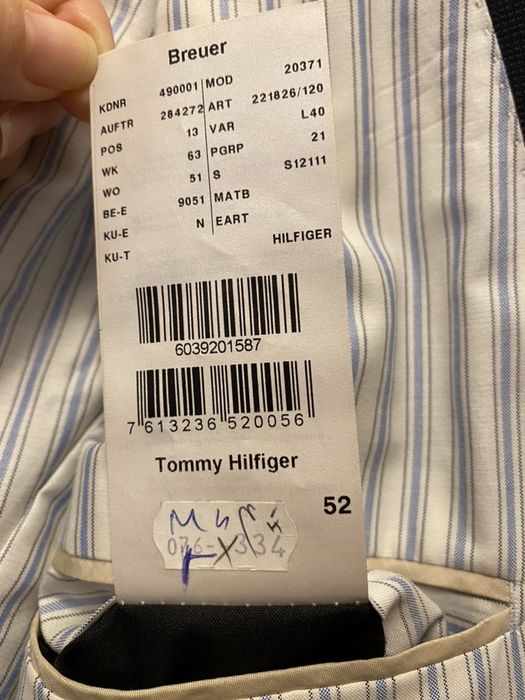 Breuer
KDNR 490001 MOD 20371
AUFTR 284272 ART 221826/120
POS 13 VAR L40
WK 63 PGRP 21
WO 51 S S12111
BE-E 9051 MATB
KU-E N EART
KU-T HILFIGER
6039201587
7 613236 520056
Tommy Hilfiger
52